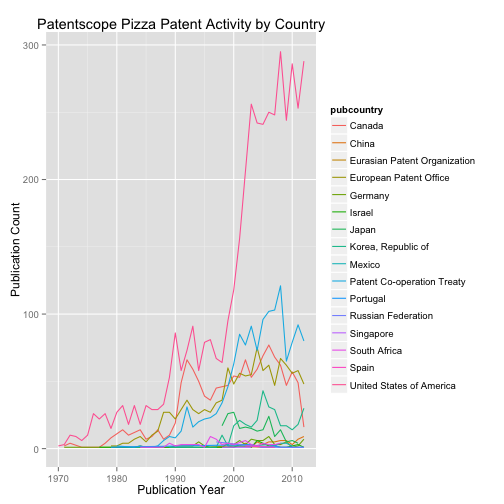 Patentscope Pizza Patent Activity by Country
300
200
100
0
Publication Count
1970 1980 1990 2000 2010
Publication Year
pubcountry
Canada
China
Eurasian Patent Organization
European Patent Office
Germany
Israel
Japan
Korea, Republic of
Mexico
Patent Co-operation Treaty
Portugal
Russian Federation
Singapore
South Africa
Spain
United States of America